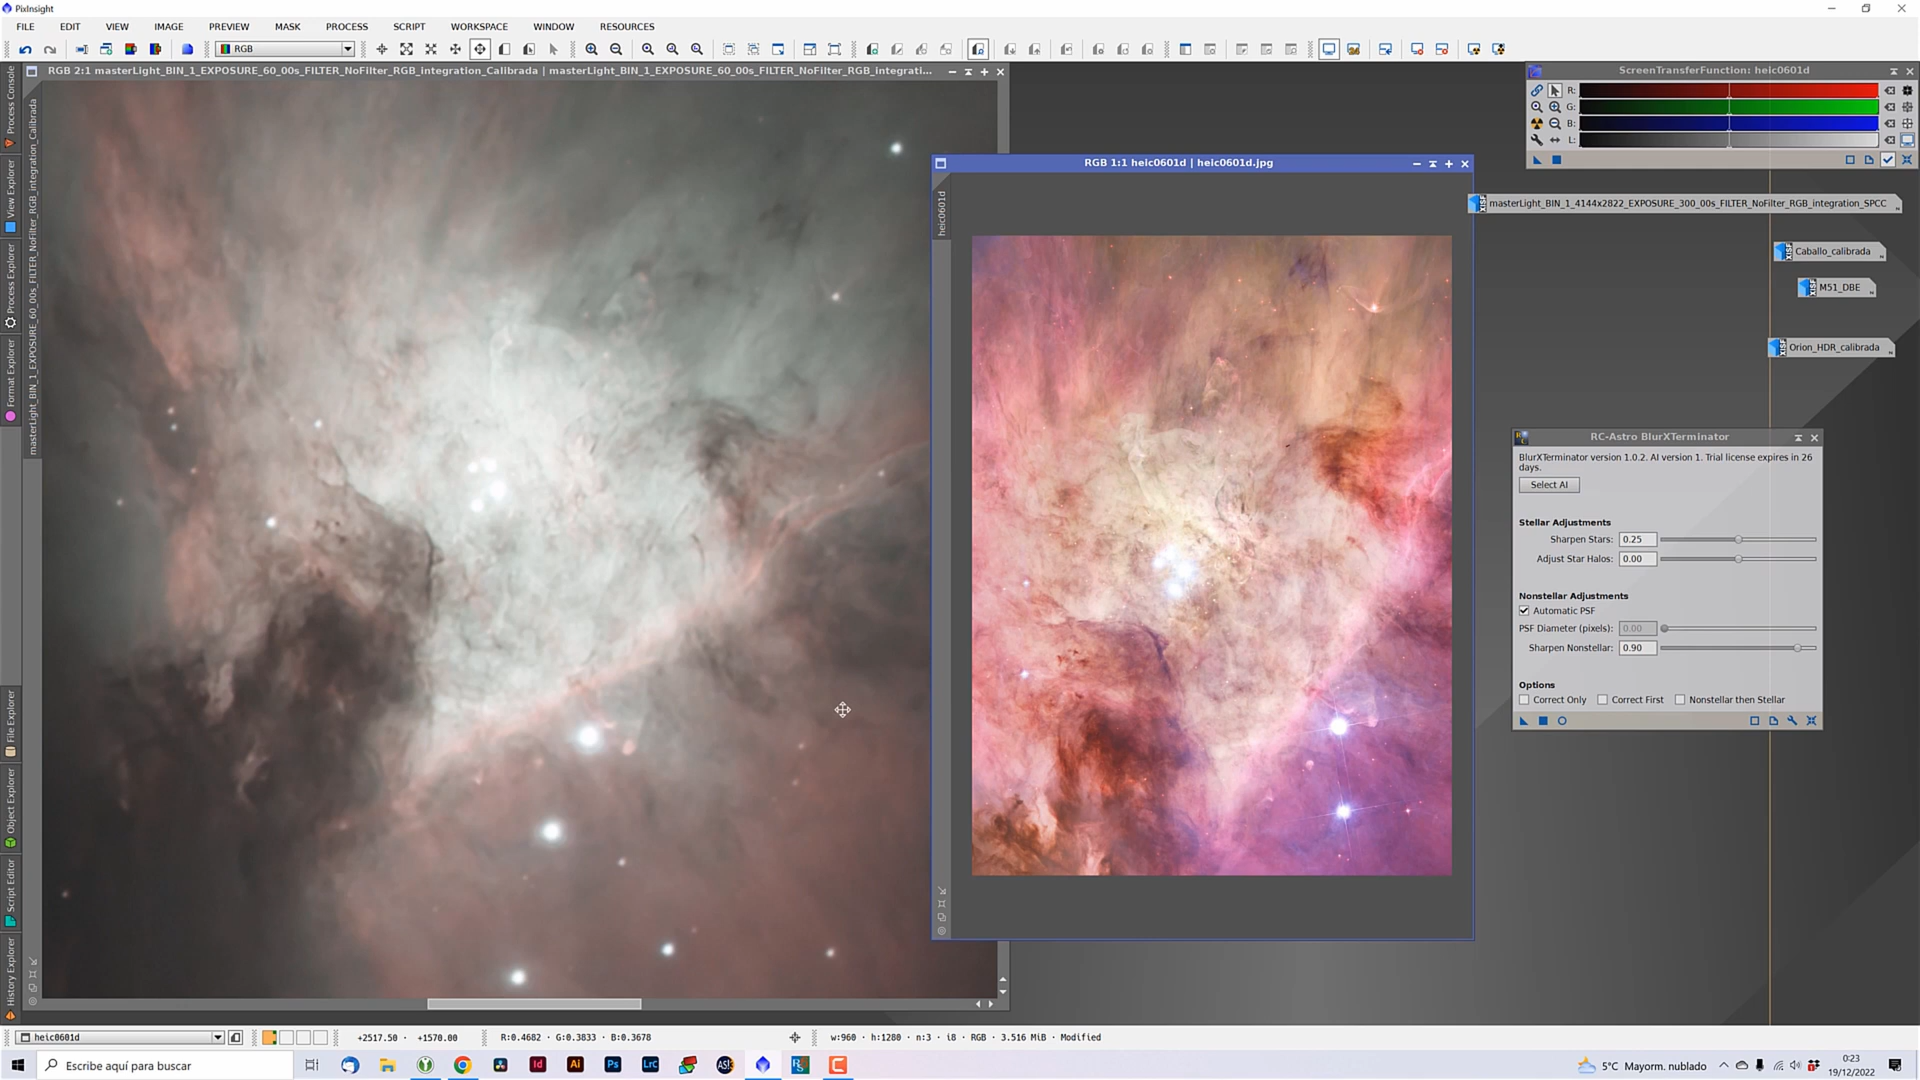 PixInsight
FILE EDIT VIEW IMAGE PREVIEW MASK PROCESS SCRIPT WORKSPACE WINDOW RESOURCES
RGB
RGB 2:1 masterLight_BIN_1_EXPOSURE_60_00s_FILTER_NoFilter_RGB_integration_Calibrada | masterLight_BIN_1_EXPOSURE_60_00s_FILTER_NoFilter_RGB_integrati...
masterLight_BIN_1_EXPOSURE_60_00s_FILTER_NoFilter_RGB_integration_Calibrada
Process Console
View Explorer
Process Explorer
Format Explorer
File Explorer
Object Explorer
Script Editor
History Explorer
RGB 1:1 heic0601d | heic0601d.jpg
heic0601d
ScreenTransferFunction: heic0601d
R:
G:
B:
L:
masterLight_BIN_1_4144x2822_EXPOSURE_300_00s_FILTER_NoFilter_RGB_integration_SPCC
Caballo_calibrada
M51_DBE
Orion_HDR_calibrada
RC-Astro BlurXTerminator
BlurXTerminator version 1.0.2. AI version 1. Trial license expires in 26
days.
Select AI
Stellar Adjustments
Sharpen Stars: 0.25
Adjust Star Halos: 0.00
Nonstellar Adjustments
Automatic PSF
PSF Diameter (pixels): 0.00
Sharpen Nonstellar: 0.90
Options
Correct Only Correct First Nonstellar then Stellar
heic0601d
+2517.50 · +1570.00
R:0.4682 · G:0.3833 · B:0.3678
w:960 · h:1280 · n:3 · i8 · RGB · 3.516 MiB · Modified
Escribe aquí para buscar
Id Ai Ps LrC
5°C Mayorm. nublado
0:23
19/12/2022